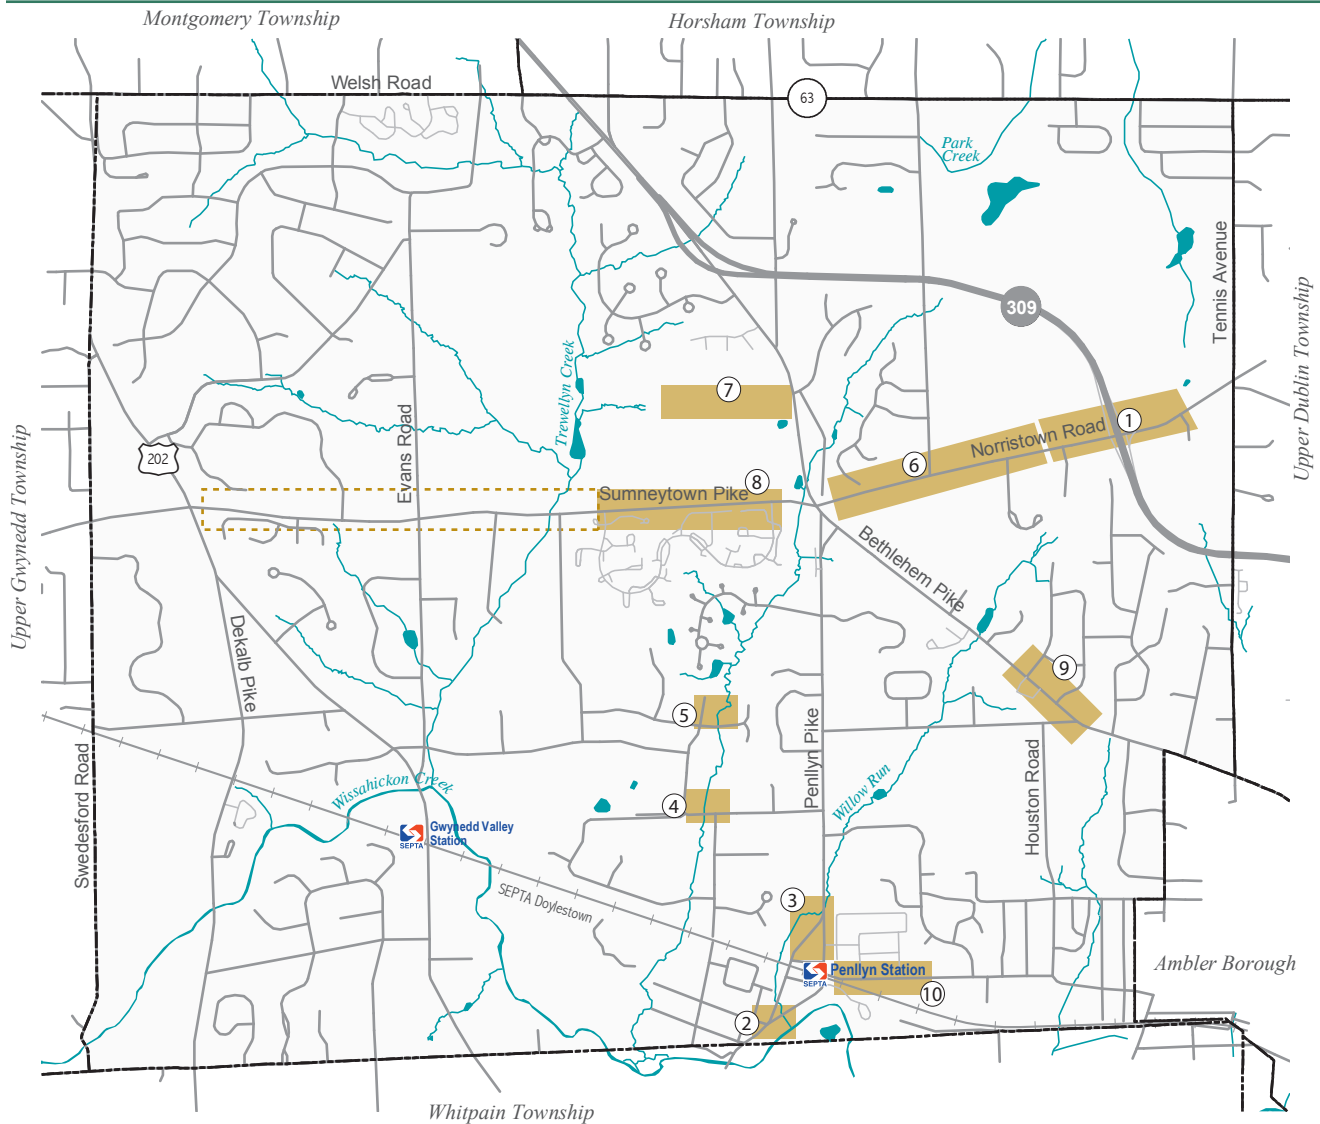 Montgomery Township
Horsham Township
Welsh Road
63
Park
Creek
Tennis Avenue
309
Upper Dublin Township
Trewellyn Creek
7
1
Norristown Road
6
Evans Road
202
8
Sumneytown Pike
Upper Gwynedd Township
Bethlehem Pike
Dekalb Pike
9
5
Penllyn Pike
Houston Road
Swedesford Road
Wissahickon Creek
Willow Run
4
Gwynedd Valley
Station
SEPTA
SEPTA Doylestown
3
Penllyn Station
SEPTA
10
2
Ambler Borough
Whitpain Township